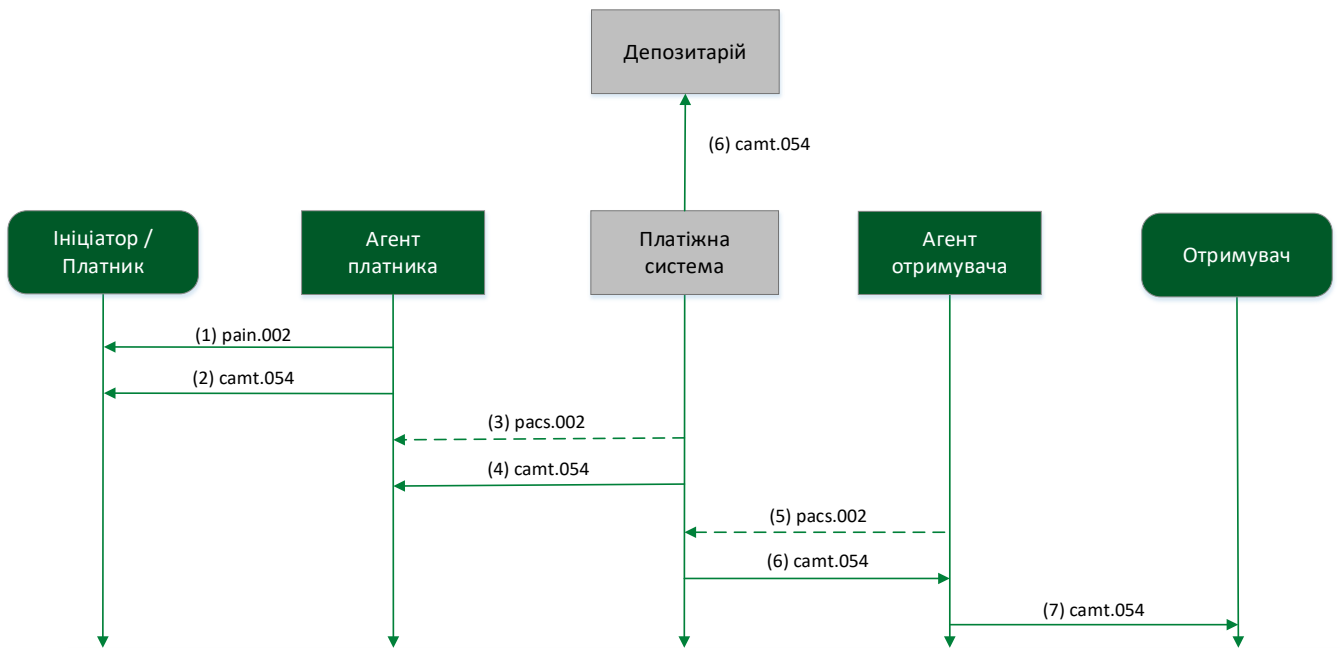 Депозитарій
(6) camt.054
Ініціатор /
Платник
Агент
платника
Платіжна
система
Агент
отримувача
Отримувач
(1) pain.002
(2) camt.054
(3) pacs.002
(4) camt.054
(5) pacs.002
(6) camt.054
(7) camt.054